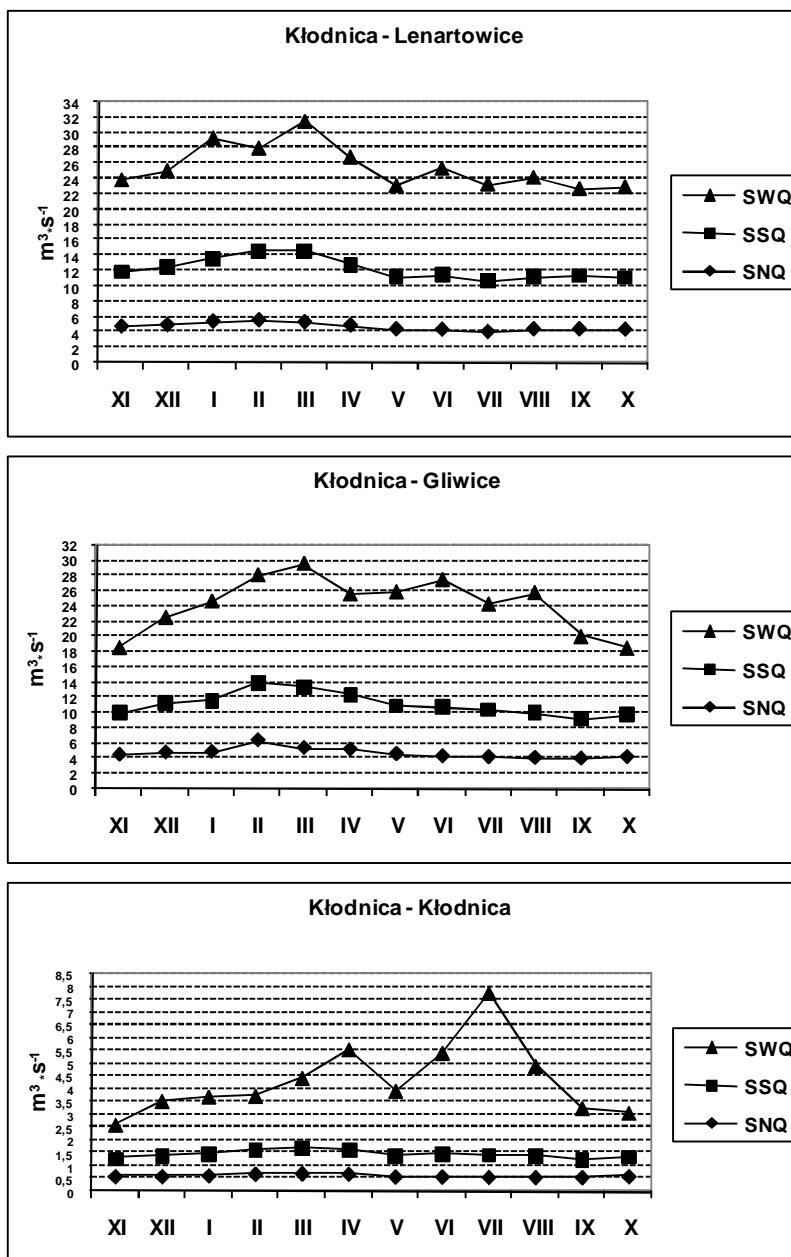 Kłodnica - Lenartowice
34
32
30
28
26
24
22
20
18
16
14
12
10
8
6
4
2
0
m³*s⁻¹
XI XII I II III IV V VI VII VIII IX X
SWQ
SSQ
SNQ
Kłodnica - Gliwice
32
30
28
26
24
22
20
18
16
14
12
10
8
6
4
2
0
m³*s⁻¹
XI XII I II III IV V VI VII VIII IX X
SWQ
SSQ
SNQ
Kłodnica - Kłodnica
8,5
8
7,5
7
6,5
6
5,5
5
4,5
4
3,5
3
2,5
2
1,5
1
0,5
0
m³*s⁻¹
XI XII I II III IV V VI VII VIII IX X
SWQ
SSQ
SNQ